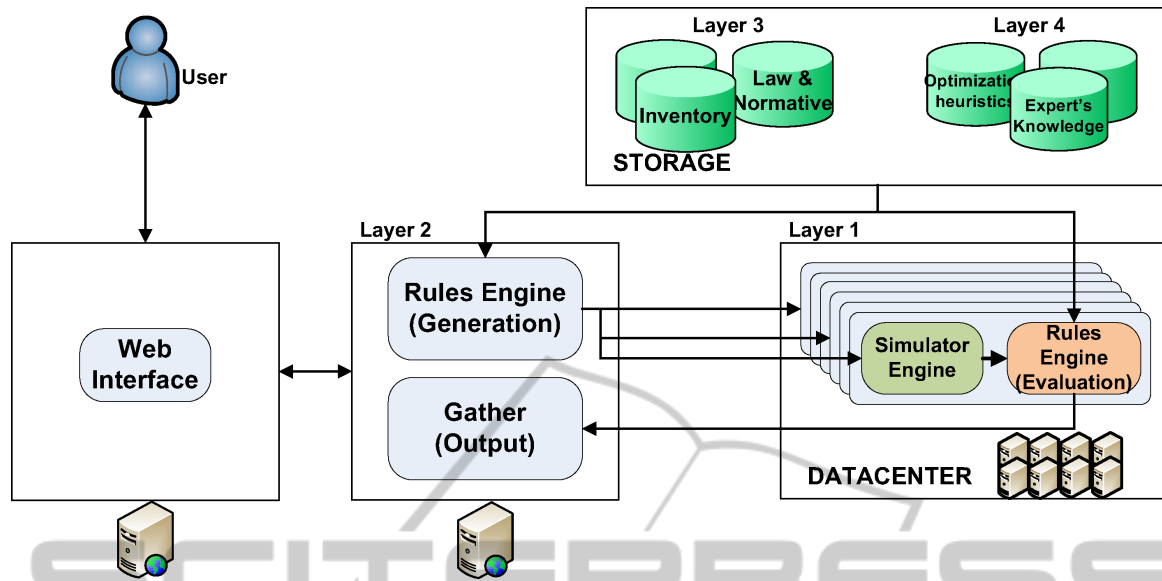 User
Layer 3
Layer 4
Law &
Normative
Inventory
Optimizatio
heuristics
Expert's
Knowledge
STORAGE
Layer 2
Layer 1
Rules Engine
(Generation)
Web
Interface
Simulator
Engine
Rules
Engine
(Evaluation)
Gather
(Output)
DATACENTER
SCITEPRESS